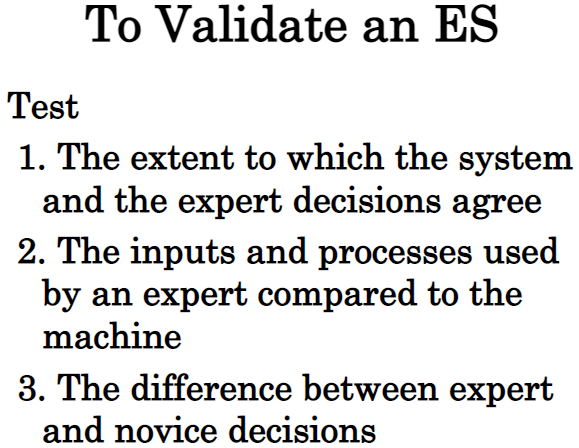 To Validate an ES
Test
1. The extent to which the system
and the expert decisions agree
2. The inputs and processes used
by an expert compared to the
machine
3. The difference between expert
and novice decisions